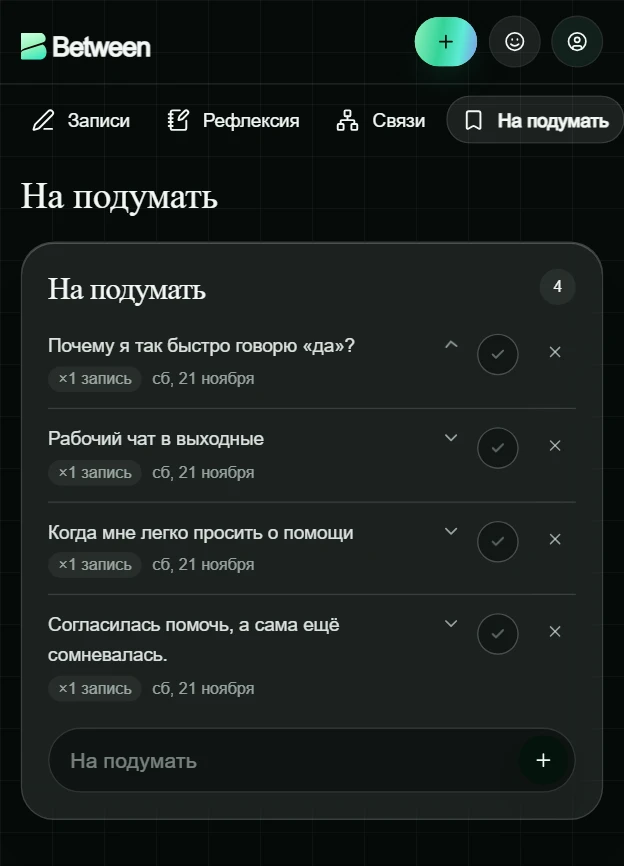 Between
Записи
Рефлексия
Связи
На подумать
На подумать
На подумать
4
Почему я так быстро говорю «да»?
×1 запись
сб, 21 ноября
Рабочий чат в выходные
×1 запись
сб, 21 ноября
Когда мне легко просить о помощи
×1 запись
сб, 21 ноября
Согласилась помочь, а сама ещё
сомневалась.
×1 запись
сб, 21 ноября
На подумать